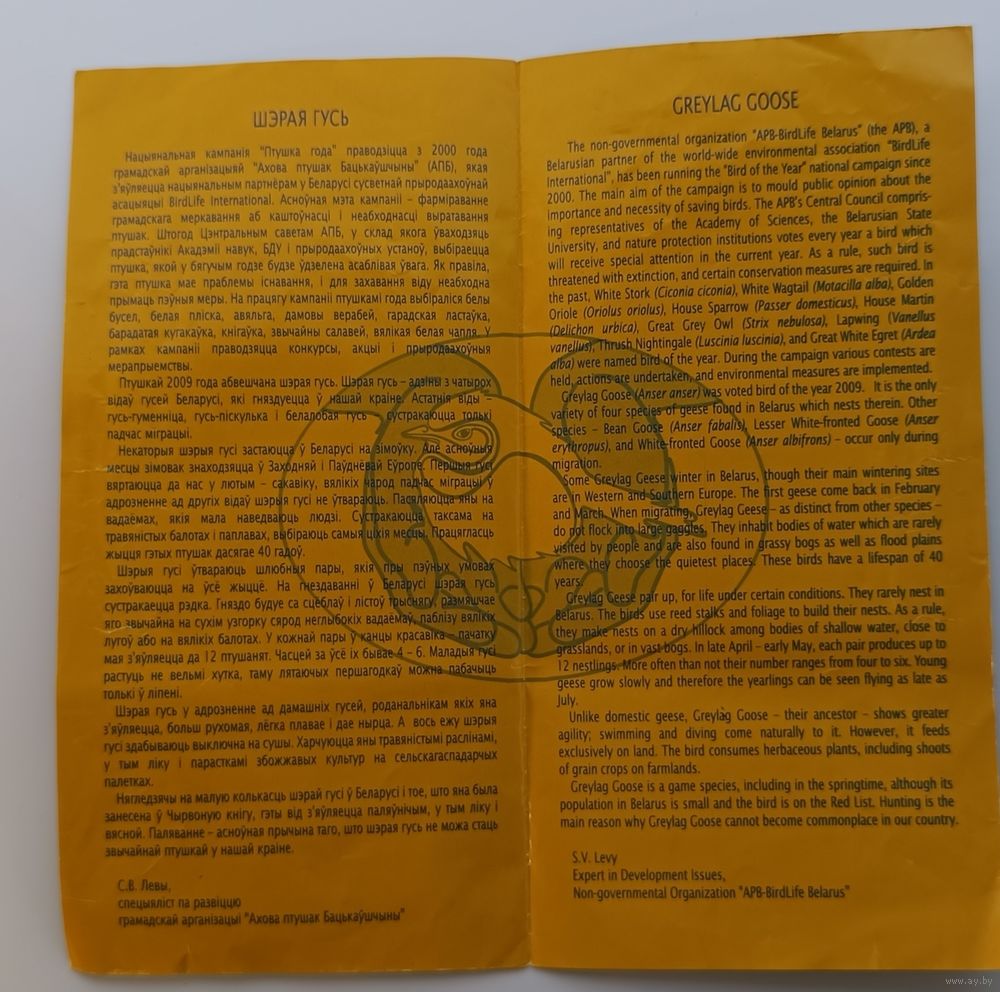 ШЭРАЯ ГУСЬ
Нацыянальная кампанія "Птушка года" праводзіцца з 2000 года
грамадскай арганізацыяй "Ахова птушак Бацькаўшчыны" (АПБ), якая
з'яўляецца нацыянальным партнёрам у Беларусі сусветнай прыродаахоўнай
асацыяцыі BirdLife International. Асноўная мэта кампаніі – фарміраванне
грамадскага меркавання аб каштоўнасці і неабходнасці выратавання
птушак. Штогод Цэнтральным саветам АПБ, у склад якога ўваходзяць
прадстаўнікі Акадэміі навук, БДУ і прыродаахоўных устаноў, выбіраецца
птушка, якой у бягучым годзе будзе ўдзелена асаблівая ўвага. Як правіла,
гэта птушка мае праблемы існавання, і для захавання віду неабходна
прымаць пэўныя меры. На працягу кампаніі птушкамі года выбіраліся белы
бусел, белая пліска, авяльга, дамовы верабей, гарадская ластаўка,
барадатая кугакаўка, кнігаўка, звычайны салавей, вялікая белая чапля. У
рамках кампаніі праводзяцца конкурсы, акцыі і прыродаахоўныя
мерапрыемствы.
Птушкай 2009 года абвешчана шэрая гусь. Шэрая гусь – адзіны з чатырох
відаў гусей Беларусі, які гняздуецца ў нашай краіне. Астатнія віды –
гусь-гуменніца, гусь-піскулька і белалобая гусь – сустракаюцца толькі
падчас міграцыі.
Некаторыя шэрыя гусі застаюцца ў Беларусі на зімоўку. Але асноўныя
месцы зімовак знаходзяцца ў Заходняй і Паўднёвай Еўропе. Першыя гусі
вяртаюцца да нас у лютым – сакавіку, вялікіх чарод падчас міграцыі ў
адрозненне ад другіх відаў шэрыя гусі не ўтвараюць. Пасяляюцца яны на
вадаёмах, якія мала наведваюць людзі. Сустракаюцца таксама на
травяністых балотах і паплавах, выбіраюць самыя ціхія месцы. Працягласць
жыцця гэтых птушак дасягае 40 гадоў.
Шэрыя гусі ўтвараюць шлюбныя пары, якія пры пэўных умовах
захоўваюцца на ўсё жыццё. На гнездаванні ў Беларусі шэрая гусь
сустракаецца рэдка. Гняздо будуе са сцёблаў і лістоў трыснягу, размяшчае
яго звычайна на сухім узгорку сярод неглыбокіх вадаёмаў, паблізу вялікіх
лугоў або на вялікіх балотах. У кожнай пары ў канцы красавіка – пачатку
мая з'яўляецца да 12 птушанят. Часцей за ўсё іх бывае 4 – 6. Маладыя гусі
растуць не вельмі хутка, таму лятаючых першагодкаў можна пабачыць
толькі ў ліпені.
Шэрая гусь у адрозненне ад дамашніх гусей, роданальнікам якіх яна
з'яўляецца, больш рухомая, лёгка плавае і дае нырца. А вось ежу шэрыя
гусі здабываюць выключна на сушы. Харчуюцца яны травяністымі раслінамі,
у тым ліку і парасткамі збожжавых культур на сельскагаспадарчых
палетках.
Нягледзячы на малую колькасць шэрай гусі ў Беларусі і тое, што яна была
занесена ў Чырвоную кнігу, гэты від з'яўляецца паляўнічым, у тым ліку і
вясной. Паляванне – асноўная прычына таго, што шэрая гусь не можа стаць
звычайнай птушкай у нашай краіне.
С.В. Левы,
спецыяліст па развіццю
грамадскай арганізацыі "Ахова птушак Бацькаўшчыны"
GREYLAG GOOSE
The non-governmental organization "APB-BirdLife Belarus" (the APB), a
Belarusian partner of the world-wide environmental association "BirdLife
International", has been running the "Bird of the Year" national campaign since
2000. The main aim of the campaign is to mould public opinion about the
importance and necessity of saving birds. The APB's Central Council compris-
ing representatives of the Academy of Sciences, the Belarusian State
University, and nature protection institutions votes every year a bird which
will receive special attention in the current year. As a rule, such bird is
threatened with extinction, and certain conservation measures are required. In
the past, White Stork (Ciconia ciconia), White Wagtail (Motacilla alba), Golden
Oriole (Oriolus oriolus), House Sparrow (Passer domesticus), House Martin
(Delichon urbica), Great Grey Owl (Strix nebulosa), Lapwing (Vanellus
vanellus), Thrush Nightingale (Luscinia luscinia), and Great White Egret (Ardea
alba) were named bird of the year. During the campaign various contests are
held, actions are undertaken, and environmental measures are implemented.
Greylag Goose (Anser anser) was voted bird of the year 2009. It is the only
variety of four species of geese found in Belarus which nests therein. Other
species – Bean Goose (Anser fabalis), Lesser White-fronted Goose (Anser
erythropus), and White-fronted Goose (Anser albifrons) – occur only during
migration.
Some Greylag Geese winter in Belarus, though their main wintering sites
are in Western and Southern Europe. The first geese come back in February
and March. When migrating, Greylag Geese – as distinct from other species –
do not flock into large gaggles. They inhabit bodies of water which are rarely
visited by people and are also found in grassy bogs as well as flood plains
where they choose the quietest places. These birds have a lifespan of 40
years.
Greylag Geese pair up, for life under certain conditions. They rarely nest in
Belarus. The birds use reed stalks and foliage to build their nests. As a rule,
they make nests on a dry hillock among bodies of shallow water, close to
grasslands, or in vast bogs. In late April – early May, each pair produces up to
12 nestlings. More often than not their number ranges from four to six. Young
geese grow slowly and therefore the yearlings can be seen flying as late as
July.
Unlike domestic geese, Greylag Goose – their ancestor – shows greater
agility; swimming and diving come naturally to it. However, it feeds
exclusively on land. The bird consumes herbaceous plants, including shoots
of grain crops on farmlands.
Greylag Goose is a game species, including in the springtime, although its
population in Belarus is small and the bird is on the Red List. Hunting is the
main reason why Greylag Goose cannot become commonplace in our country.
S.V. Levy
Expert in Development Issues,
Non-governmental Organization "APB-BirdLife Belarus"
www.ay.by